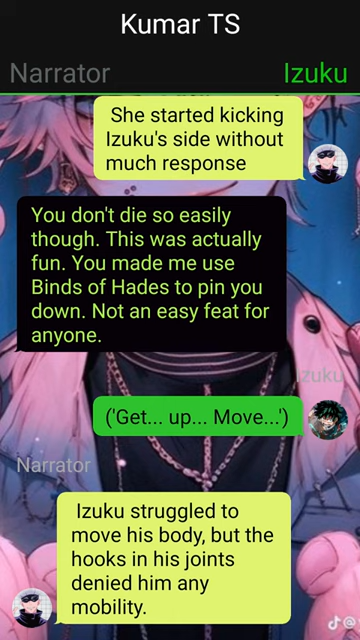 Kumar TS
Narrator
Izuku
She started kicking
Izuku's side without
much response
You don't die so easily
though. This was actually
fun. You made me use
Binds of Hades to pin you
down. Not an easy feat for
anyone.
Izuku
('Get... up... Move...')
Narrator
Izuku struggled to
move his body, but the
hooks in his joints
denied him any
mobility.
@